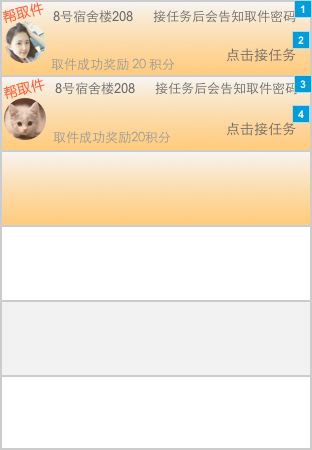 帮取件
8号宿舍楼208 接任务后会告知取件密码 1
2
点击接任务
取件成功奖励 20 积分
帮取件
8号宿舍楼208 接任务后会告知取件密码 3
4
点击接任务
取件成功奖励20积分